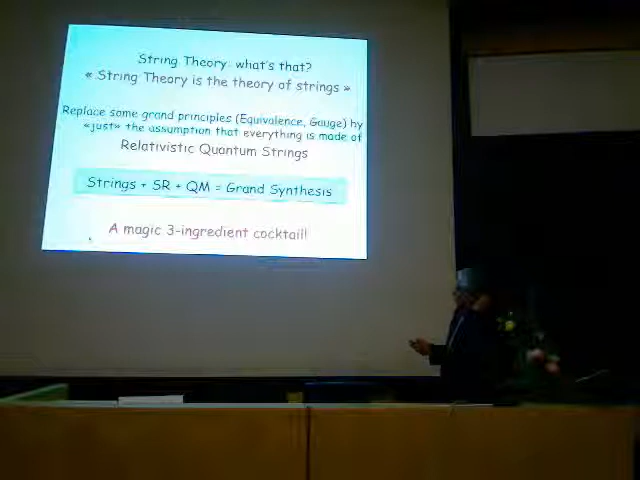 String Theory: what's that?
« String Theory is the theory of strings »
Replace some grand principles (Equivalence, Gauge) by
«just» the assumption that everything is made of
Relativistic Quantum Strings
Strings + SR + QM = Grand Synthesis
A magic 3-ingredient cocktail!